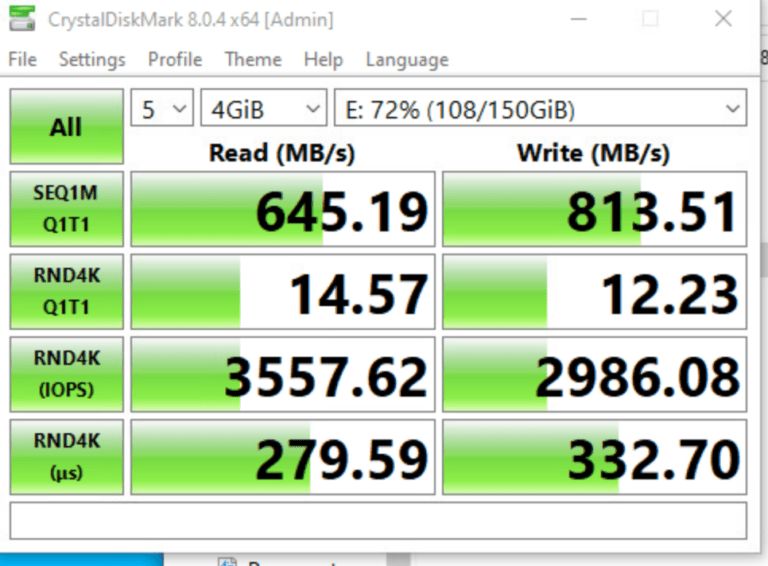 CrystalDiskMark 8.0.4 x64 [Admin]
File Settings Profile Theme Help Language
All
5 4GiB E: 72% (108/150GiB)
Read (MB/s) Write (MB/s)
SEQ1M
Q1T1
645.19 813.51
RND4K
Q1T1
14.57 12.23
RND4K
(IOPS)
3557.62 2986.08
RND4K
(μs)
279.59 332.70
8